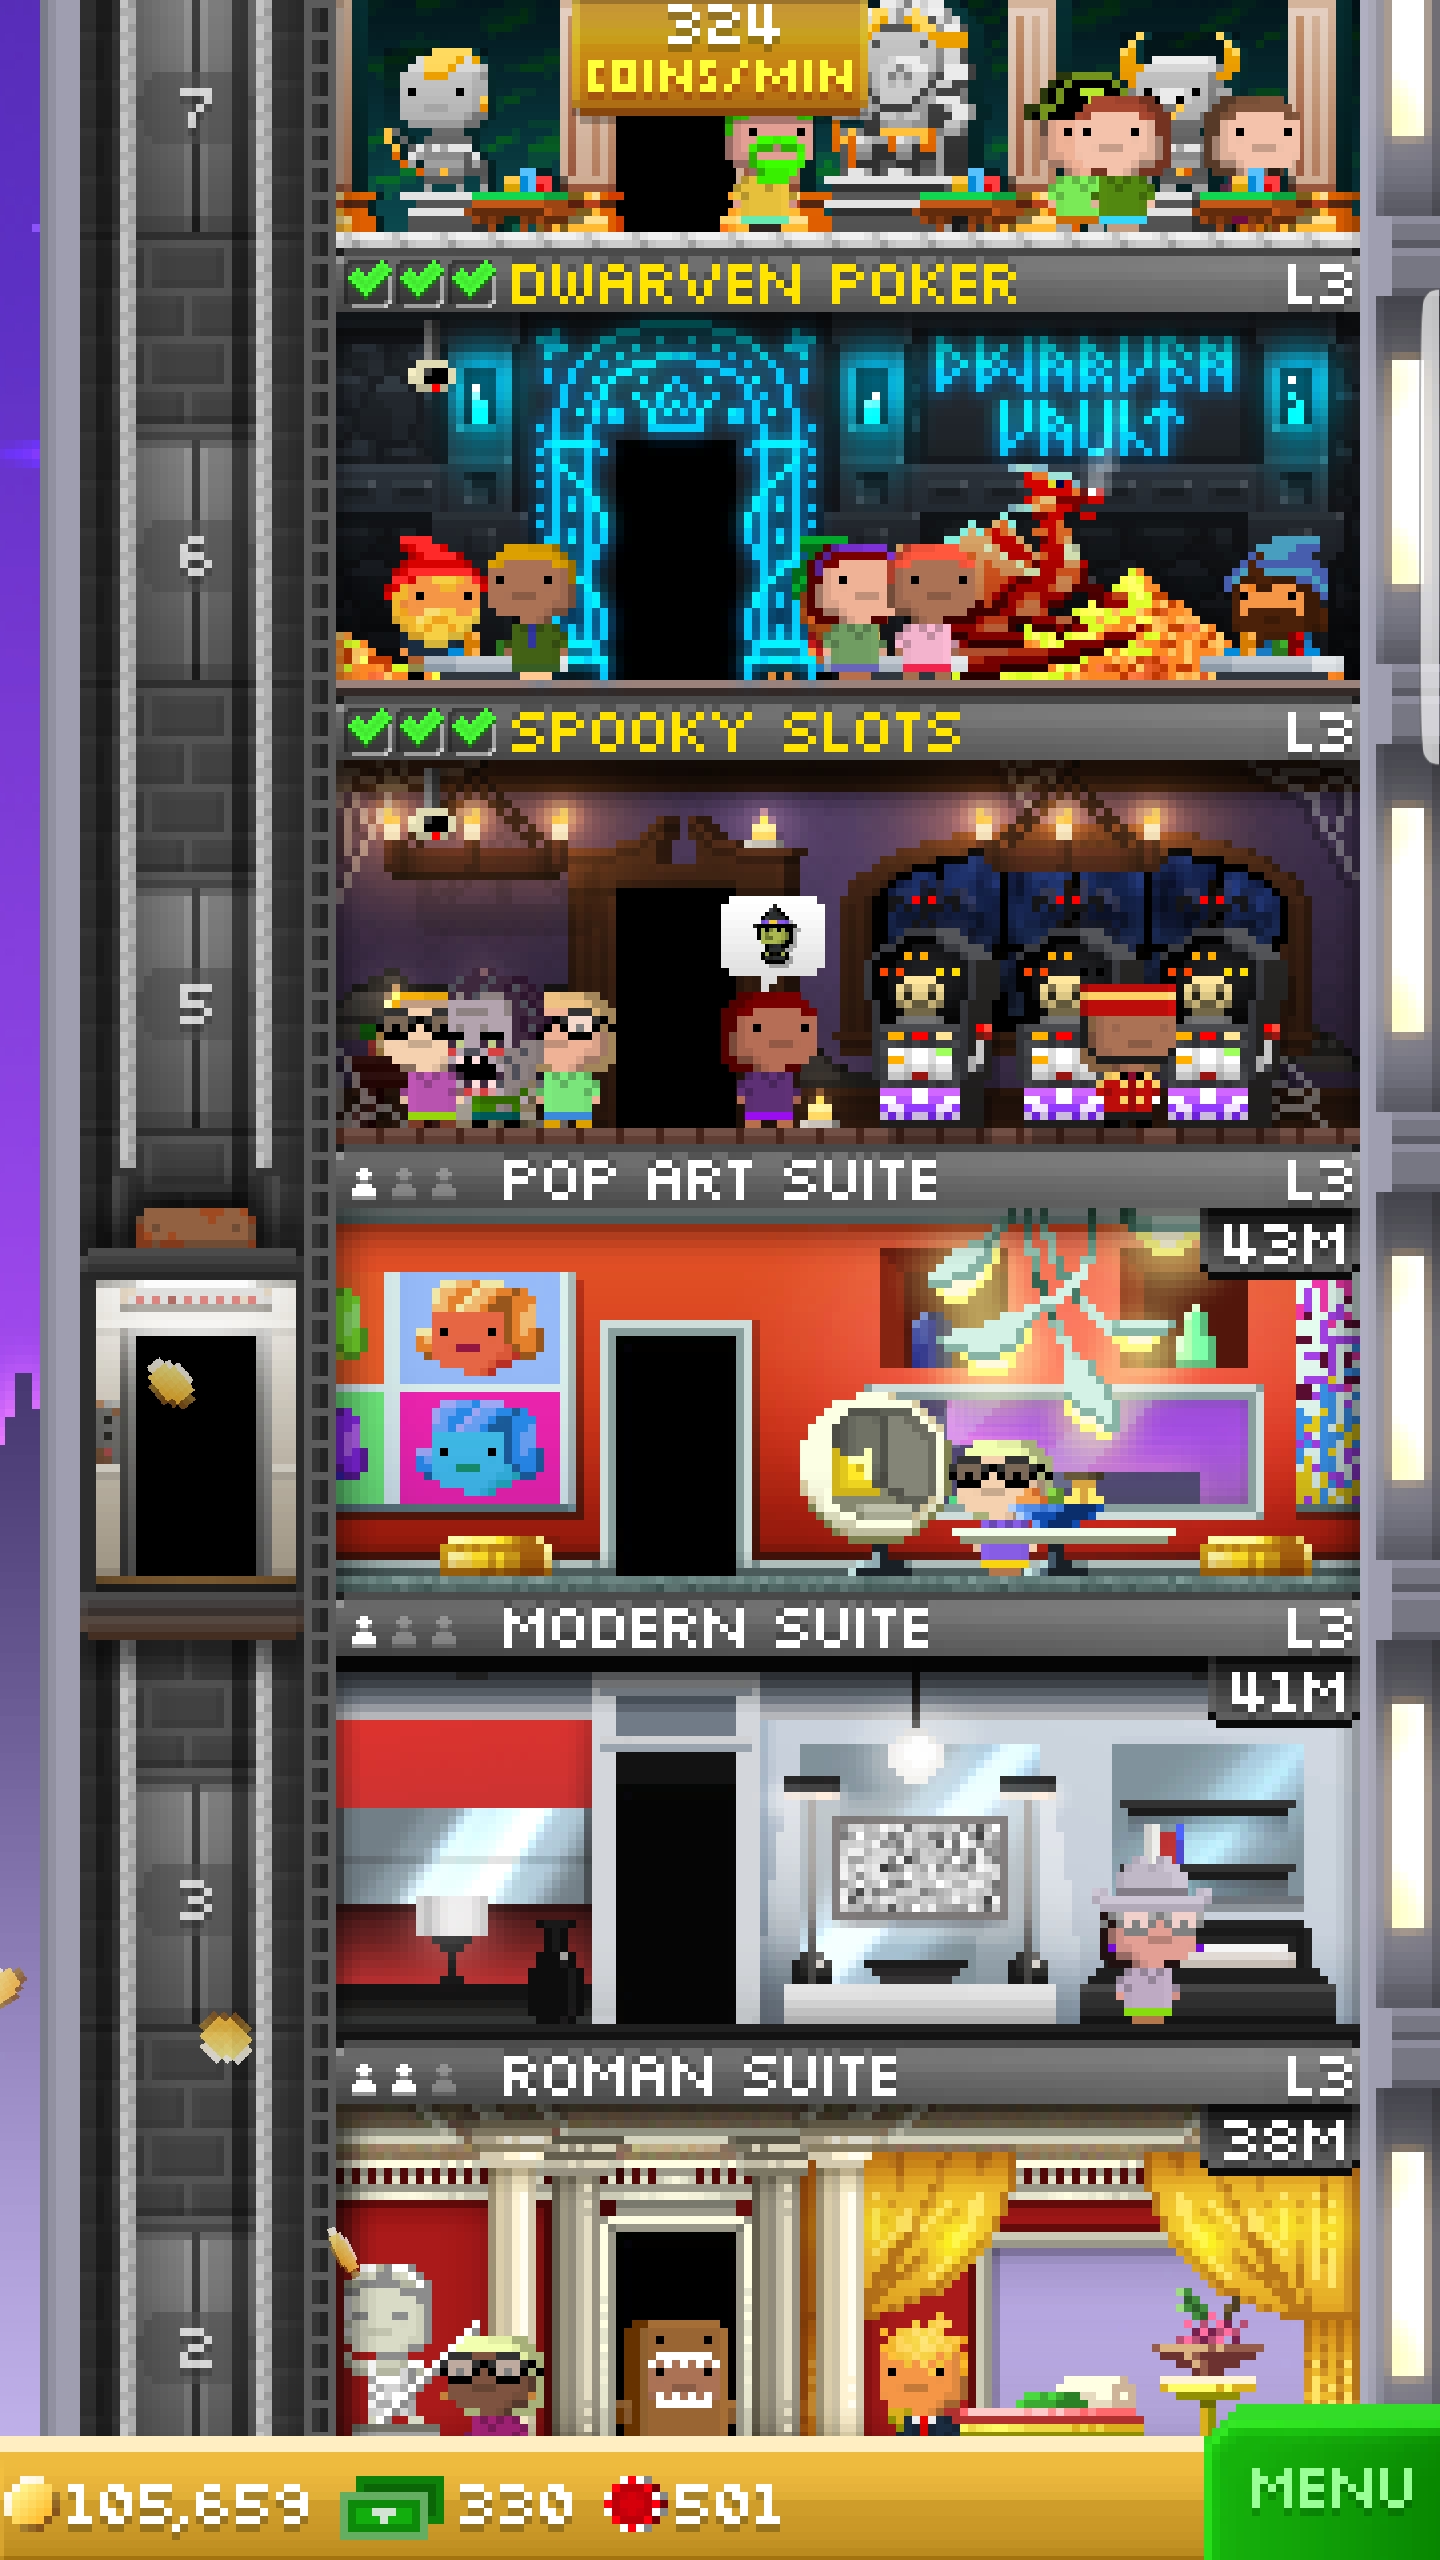 324
COINS/MIN
7
DWARVEN POKER L3
DWARVEN
VAULT
6
SPOOKY SLOTS L3
5
POP ART SUITE L3
43M
MODERN SUITE L3
41M
3
ROMAN SUITE L3
38M
2
105,659 330 501 MENU